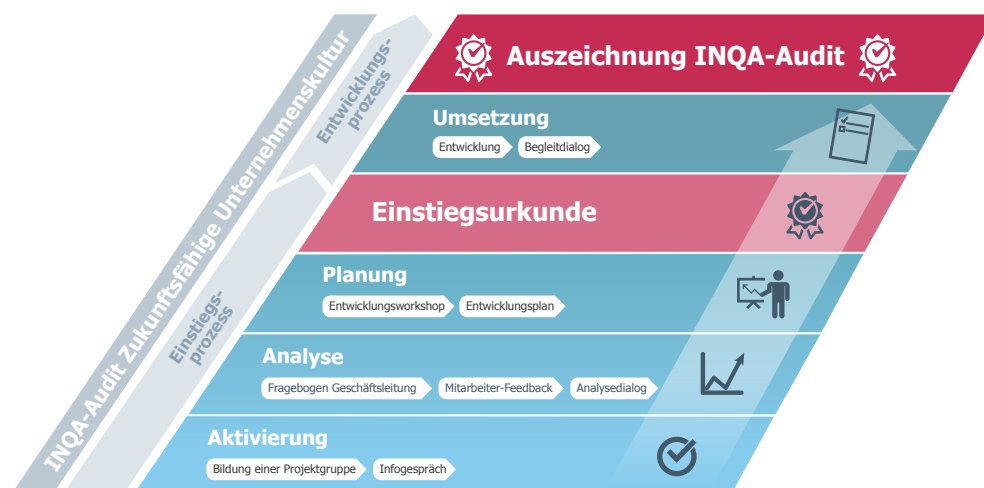 INQA-Audit Zukunftsfähige Unternehmenskultur
Entwicklungs-
prozess
Einstiegs-
prozess
Auszeichnung INQA-Audit
Umsetzung
Entwicklung Begleitdialog
Einstiegsurkunde
Planung
Entwicklungsworkshop Entwicklungsplan
Analyse
Fragebogen Geschäftsleitung Mitarbeiter-Feedback Analysedialog
Aktivierung
Bildung einer Projektgruppe Infogespräch